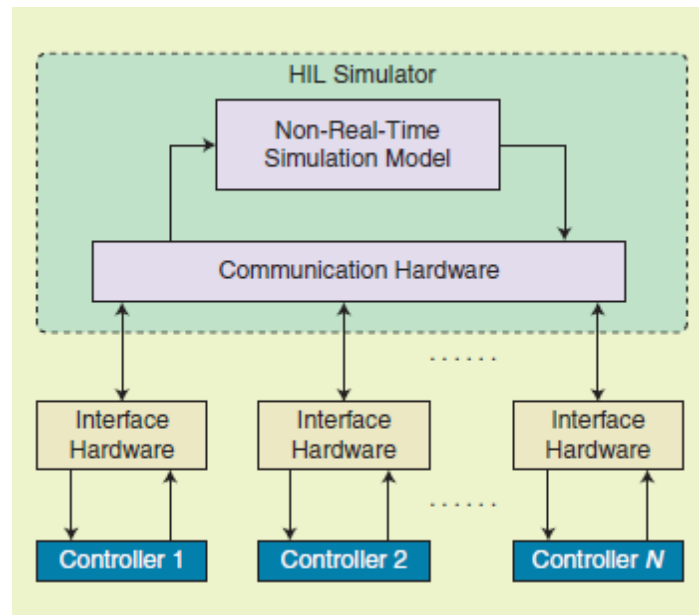 HIL Simulator
Non-Real-Time
Simulation Model
Communication Hardware
. . . . . .
Interface
Hardware
Interface
Hardware
Interface
Hardware
. . . . . .
Controller 1
Controller 2
Controller N